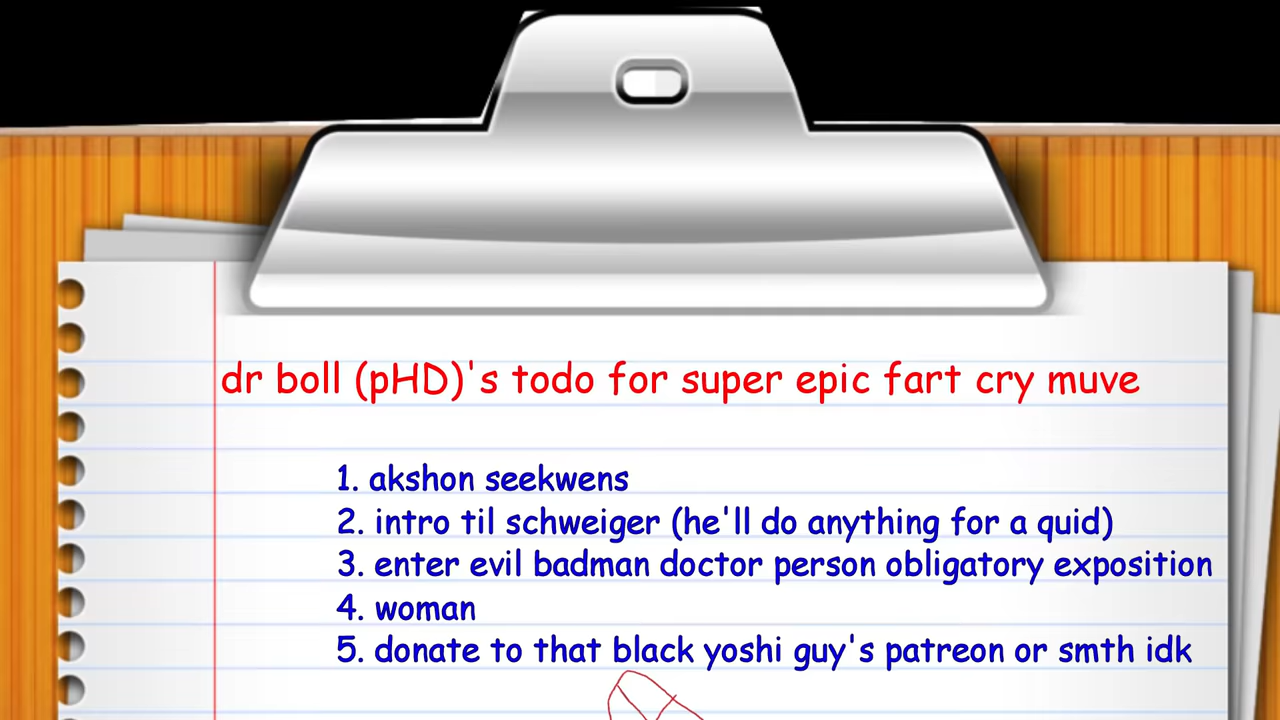 dr boll (pHD)'s todo for super epic fart cry muve
1. akshon seekwens
2. intro til schweiger (he'll do anything for a quid)
3. enter evil badman doctor person obligatory exposition
4. woman
5. donate to that black yoshi guy's patreon or smth idk